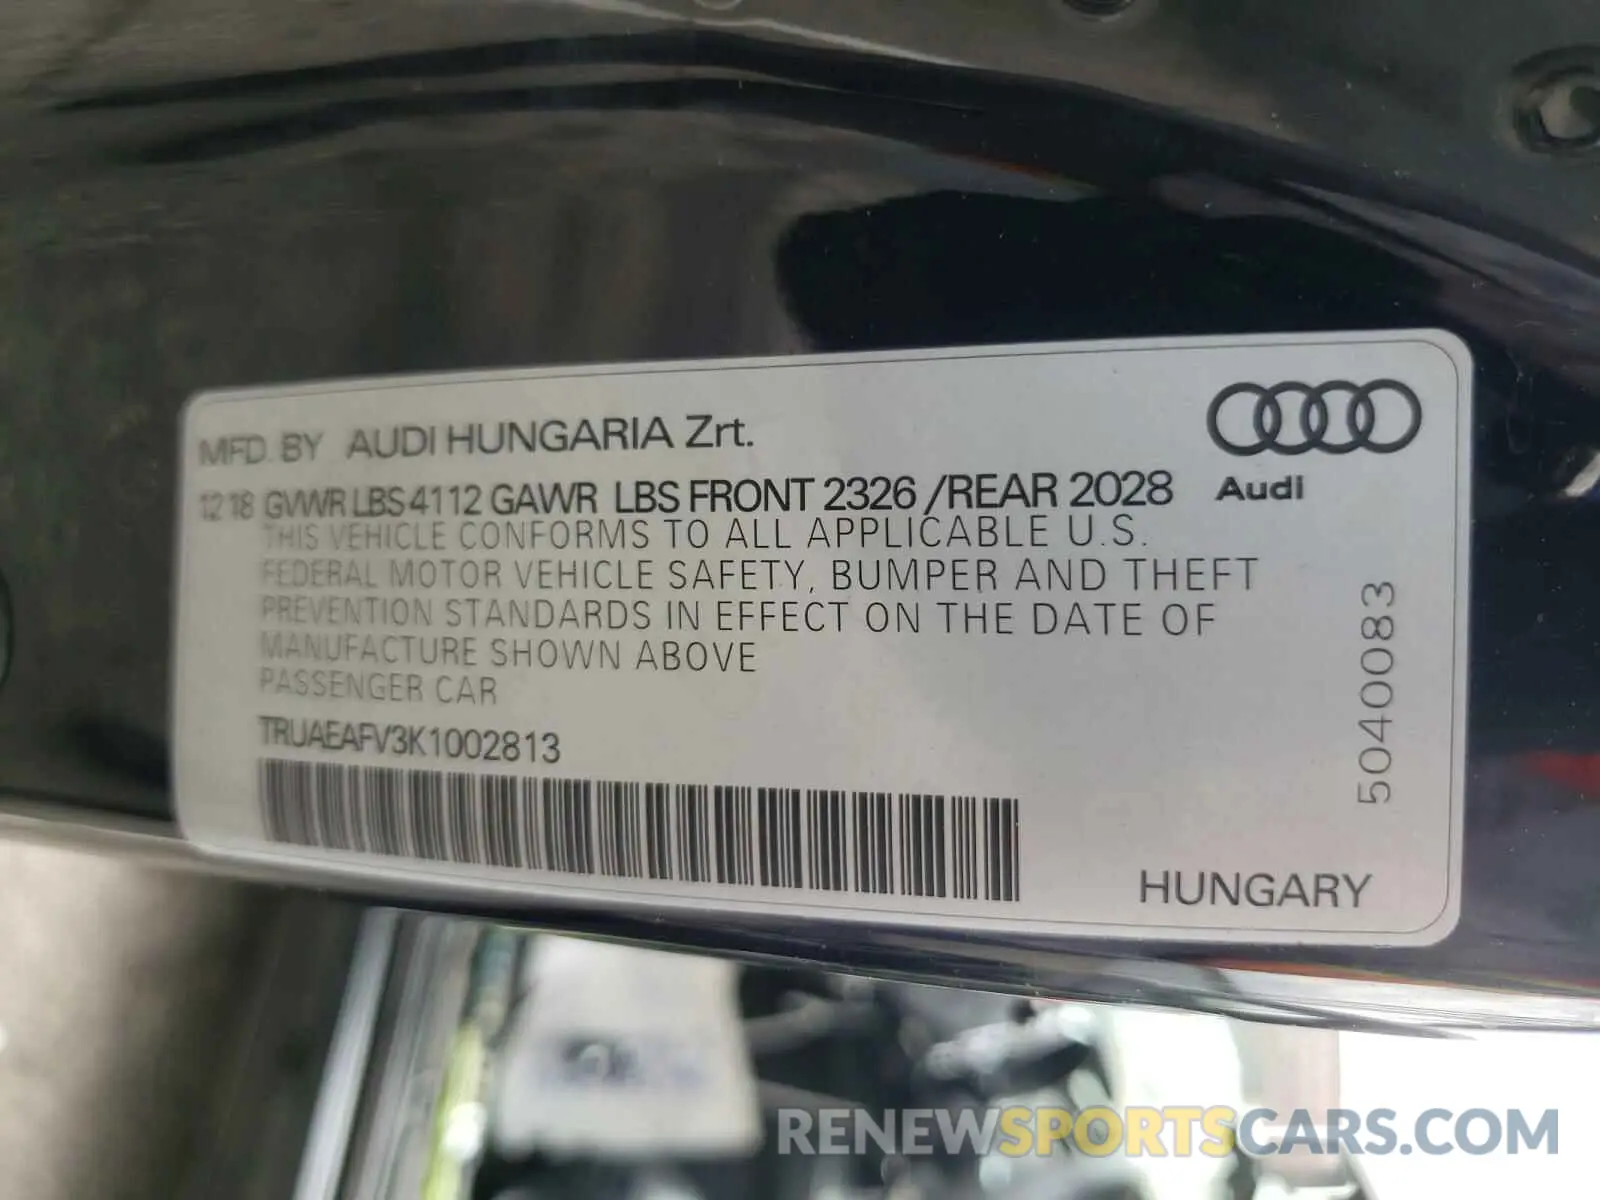 MFD. BY AUDI HUNGARIA Zrt.
12 18 GVWR LBS 4112 GAWR LBS FRONT 2326 /REAR 2028
Audi
THIS VEHICLE CONFORMS TO ALL APPLICABLE U.S.
FEDERAL MOTOR VEHICLE SAFETY, BUMPER AND THEFT
PREVENTION STANDARDS IN EFFECT ON THE DATE OF
MANUFACTURE SHOWN ABOVE
PASSENGER CAR
TRUAEAFV3K1002813
5040083
HUNGARY
RENEWSPORTSCARS.COM